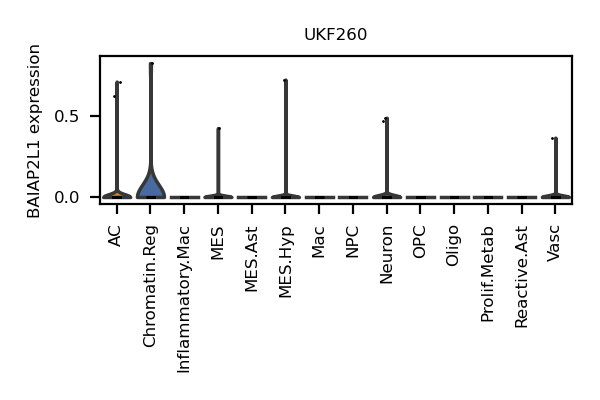 UKF260
BAIAP2L1 expression
0.5
0.0
AC
Chromatin.Reg
Inflammatory.Mac
MES
MES.Ast
MES.Hyp
Mac
NPC
Neuron
OPC
Oligo
Prolif.Metab
Reactive.Ast
Vasc